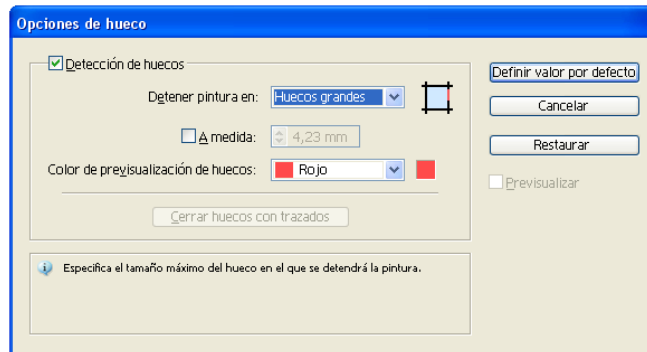 Opciones de hueco
Detección de huecos
Detener pintura en: Huecos grandes
A medida: 4,23 mm
Color de previsualización de huecos: Rojo
Cerrar huecos con trazados
Especifica el tamaño máximo del hueco en el que se detendrá la pintura.
Definir valor por defecto
Cancelar
Restaurar
Previsualizar